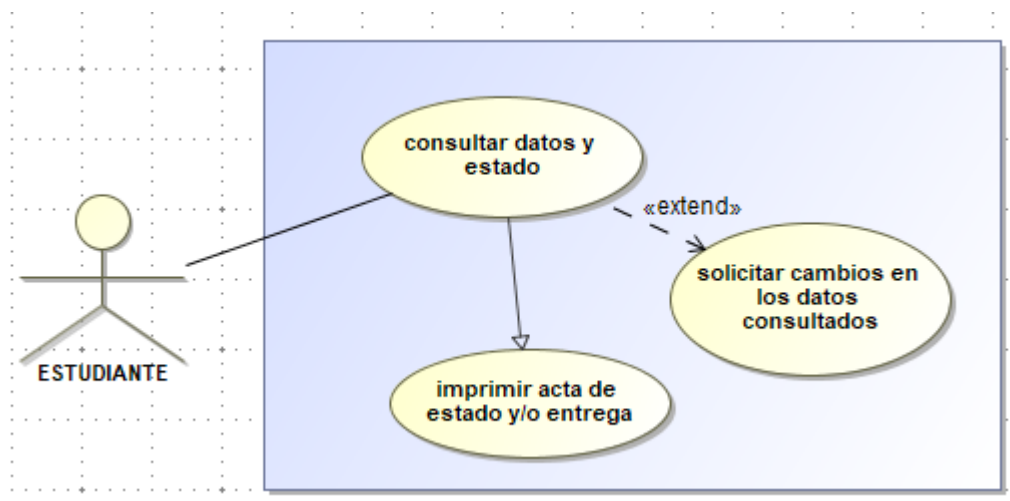 consultar datos y
estado
«extend»
solicitar cambios en
los datos
consultados
ESTUDIANTE
imprimir acta de
estado y/o entrega